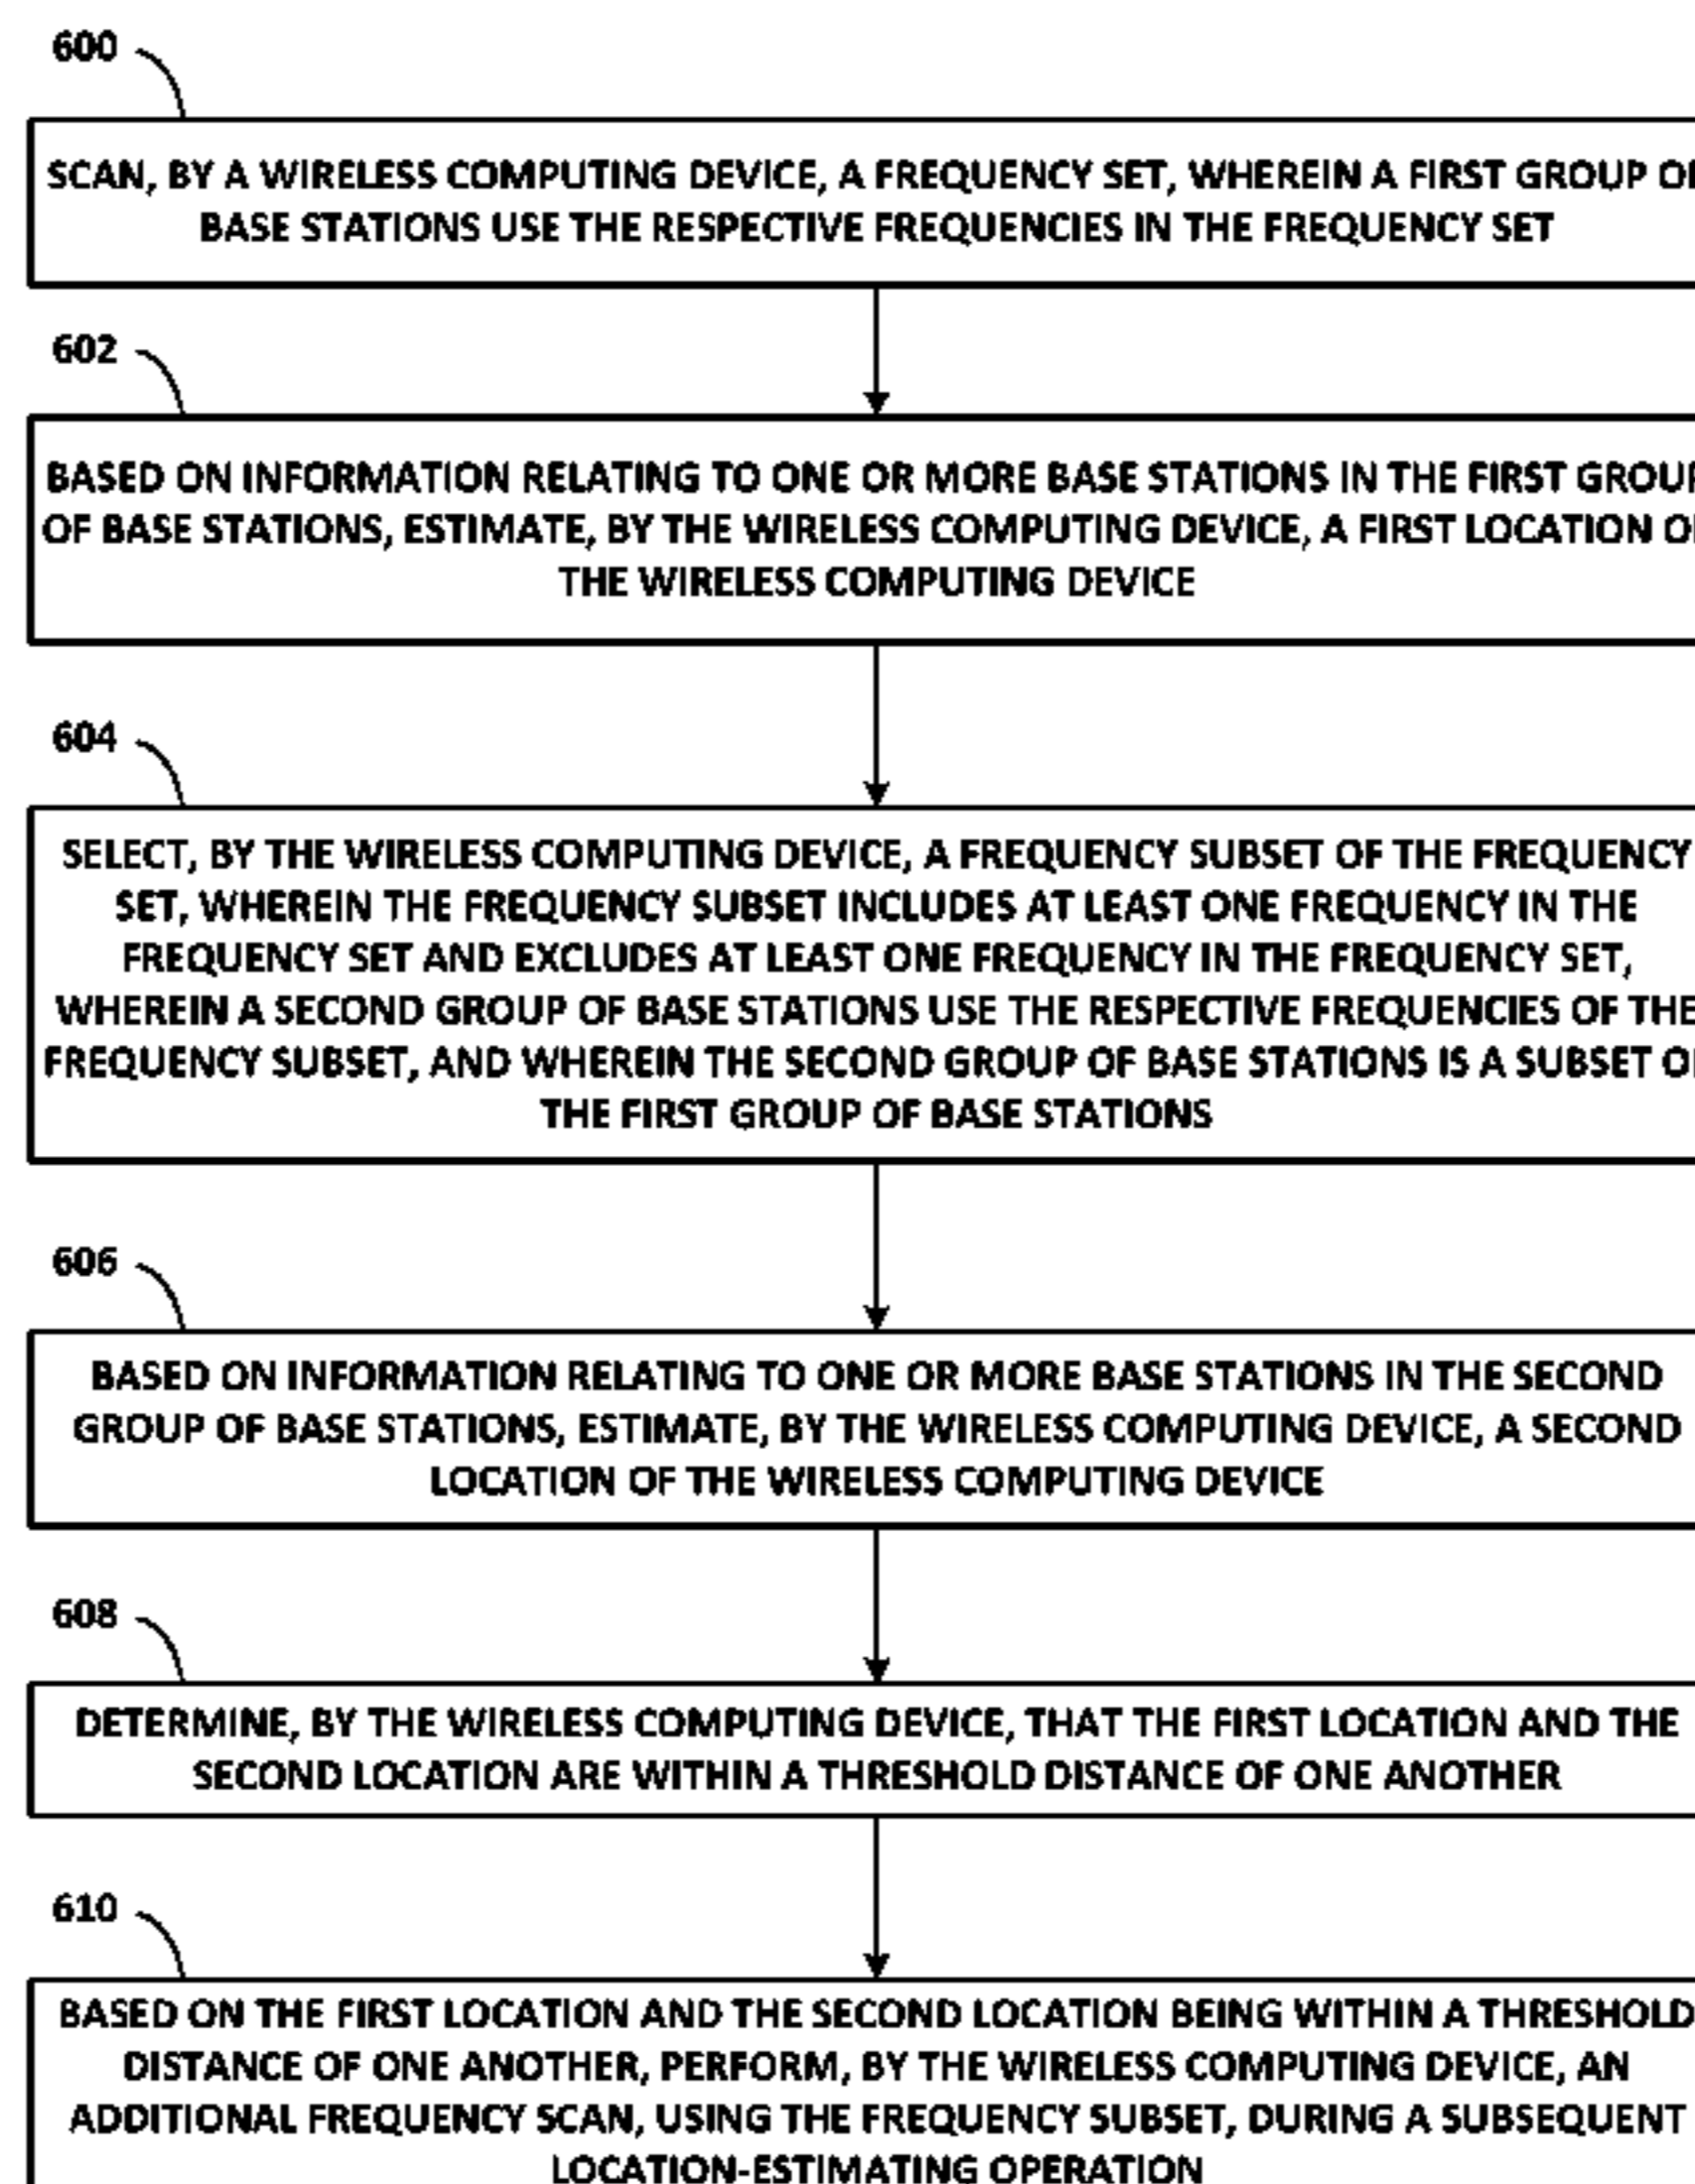 600
SCAN, BY A WIRELESS COMPUTING DEVICE, A FREQUENCY SET, WHEREIN A FIRST GROUP OF
BASE STATIONS USE THE RESPECTIVE FREQUENCIES IN THE FREQUENCY SET
602
BASED ON INFORMATION RELATING TO ONE OR MORE BASE STATIONS IN THE FIRST GROUP
OF BASE STATIONS, ESTIMATE, BY THE WIRELESS COMPUTING DEVICE, A FIRST LOCATION OF
THE WIRELESS COMPUTING DEVICE
604
SELECT, BY THE WIRELESS COMPUTING DEVICE, A FREQUENCY SUBSET OF THE FREQUENCY
SET, WHEREIN THE FREQUENCY SUBSET INCLUDES AT LEAST ONE FREQUENCY IN THE
FREQUENCY SET AND EXCLUDES AT LEAST ONE FREQUENCY IN THE FREQUENCY SET,
WHEREIN A SECOND GROUP OF BASE STATIONS USE THE RESPECTIVE FREQUENCIES OF THE
FREQUENCY SUBSET, AND WHEREIN THE SECOND GROUP OF BASE STATIONS IS A SUBSET OF
THE FIRST GROUP OF BASE STATIONS
606
BASED ON INFORMATION RELATING TO ONE OR MORE BASE STATIONS IN THE SECOND
GROUP OF BASE STATIONS, ESTIMATE, BY THE WIRELESS COMPUTING DEVICE, A SECOND
LOCATION OF THE WIRELESS COMPUTING DEVICE
608
DETERMINE, BY THE WIRELESS COMPUTING DEVICE, THAT THE FIRST LOCATION AND THE
SECOND LOCATION ARE WITHIN A THRESHOLD DISTANCE OF ONE ANOTHER
610
BASED ON THE FIRST LOCATION AND THE SECOND LOCATION BEING WITHIN A THRESHOLD
DISTANCE OF ONE ANOTHER, PERFORM, BY THE WIRELESS COMPUTING DEVICE, AN
ADDITIONAL FREQUENCY SCAN, USING THE FREQUENCY SUBSET, DURING A SUBSEQUENT
LOCATION-ESTIMATING OPERATION